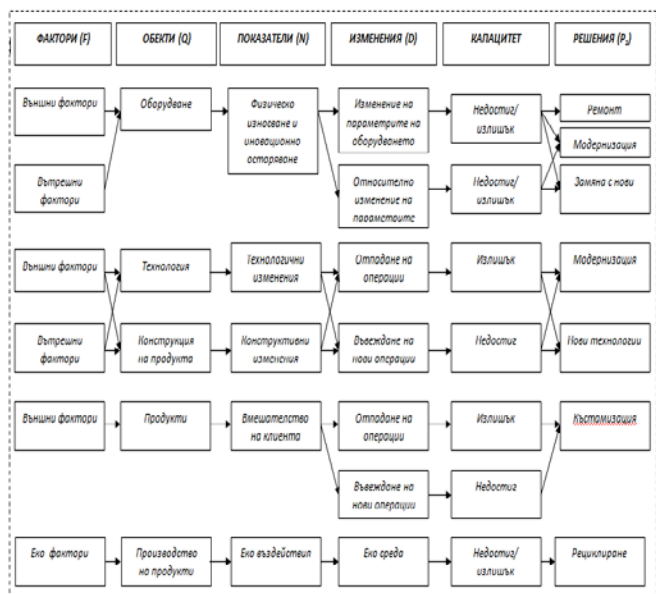 ФАКТОРИ (F)
ОБЕКТИ (Q)
ПОКАЗАТЕЛИ (N)
ИЗМЕНЕНИЯ (D)
КАПАЦИТЕТ
РЕШЕНИЯ (P
Външни фактори
Оборудване
Физическо
износване и
иновационно
остаряване
Изменение на
параметрите на
оборудването
Недостиг/
излишък
Ремонт
Модернизация
Вътрешни
фактори
Относително
изменение на
параметрите
Недостиг/
излишък
Замяна с нови
Външни фактори
Технология
Технологични
изменения
Отпадане на
операции
Излишък
Модернизация
Вътрешни
фактори
Конструкция
на продукта
Конструктивни
изменения
Въвеждане на
нови операции
Недостиг
Нови технологии
Външни фактори
Продукти
Вмешателство
на клиента
Отпадане на
операции
Излишък
Къстамизация
Въвеждане на
нови операции
Недостиг
Еко фактори
Производство
на продукти
Еко въздействия
Еко среда
Недостиг/
излишък
Рециклиране